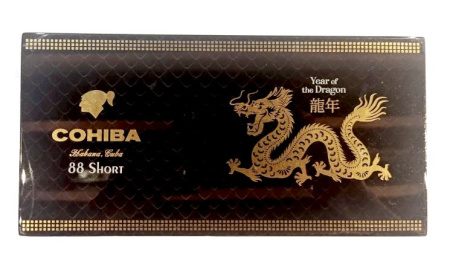 COHIBA
Habana, Cuba
88 SHORT
Year of
the Dragon
龍年